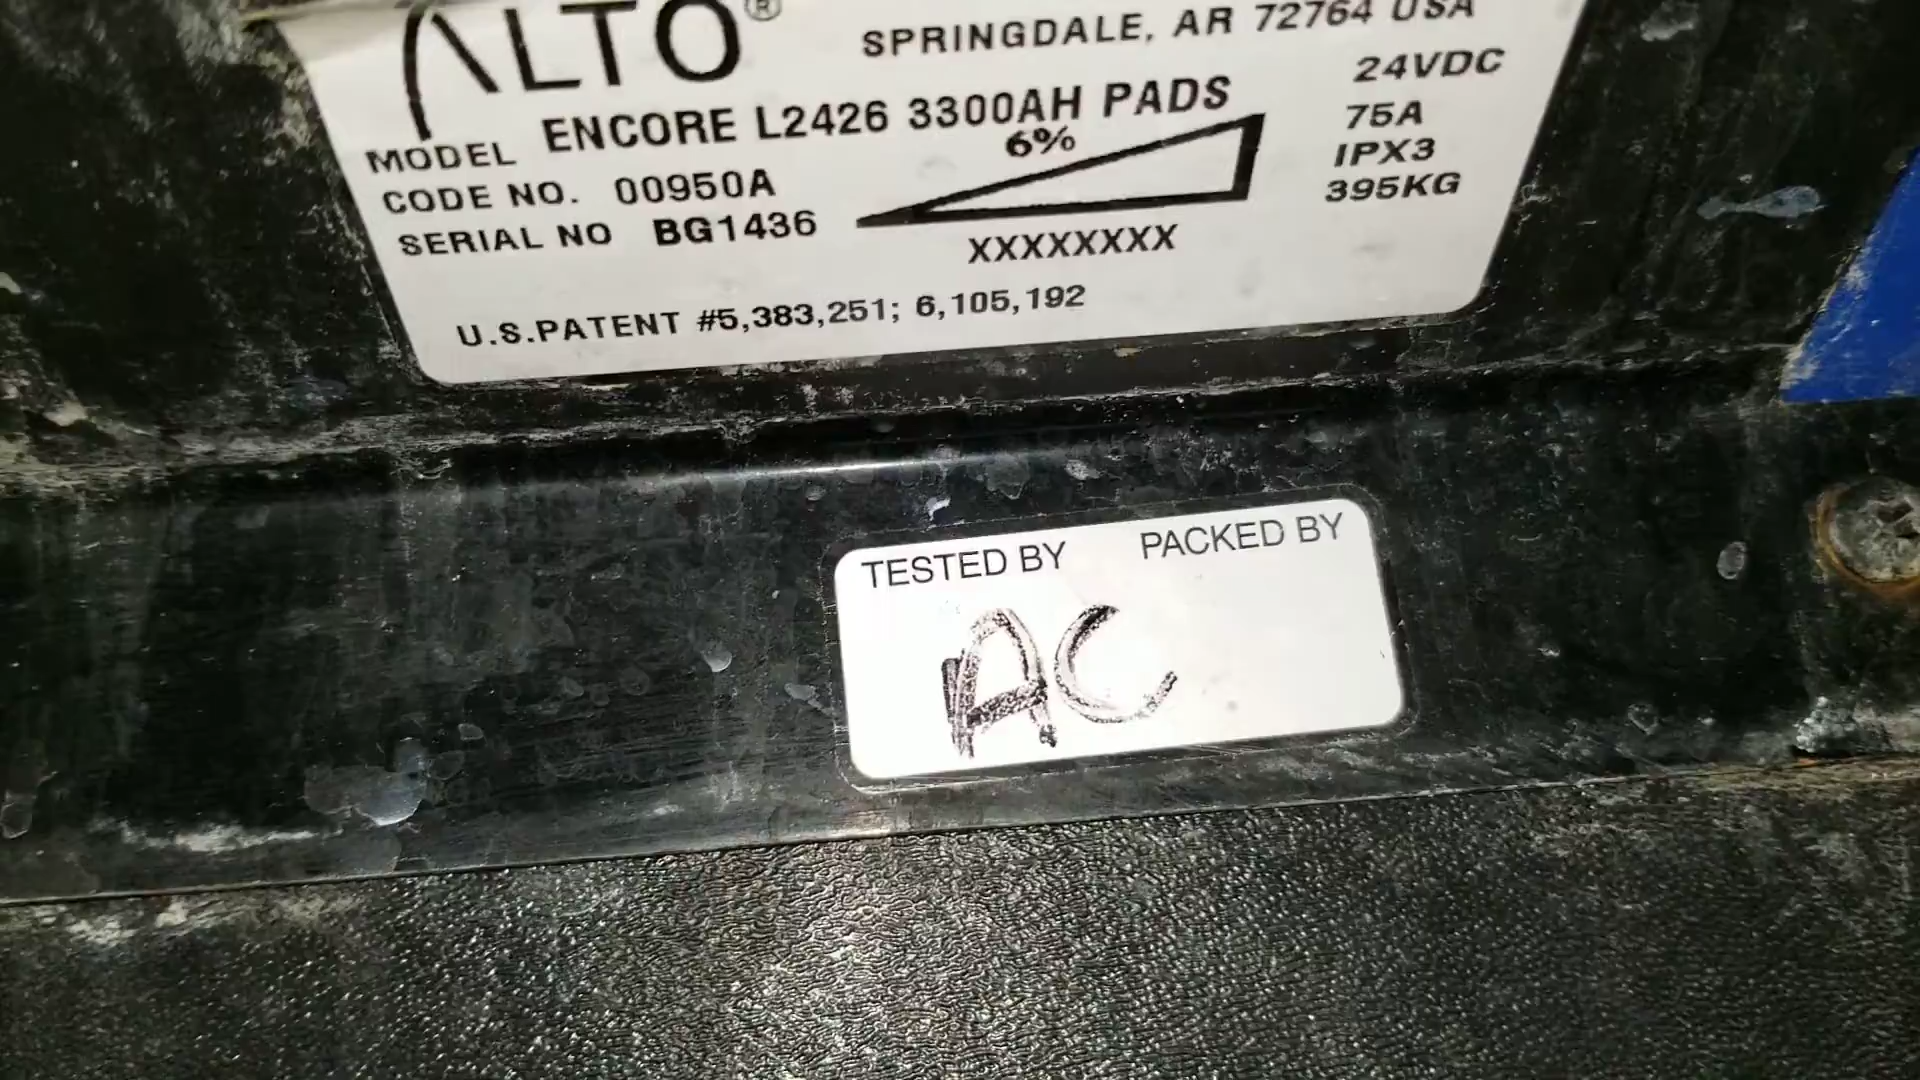 ALTO®
SPRINGDALE, AR 72764 USA
MODEL ENCORE L2426 3300AH PADS
CODE NO. 00950A
SERIAL NO BG1436
6%
XXXXXXXX
24VDC
75A
IPX3
395KG
U.S.PATENT #5,383,251; 6,105,192
TESTED BY PACKED BY
AC